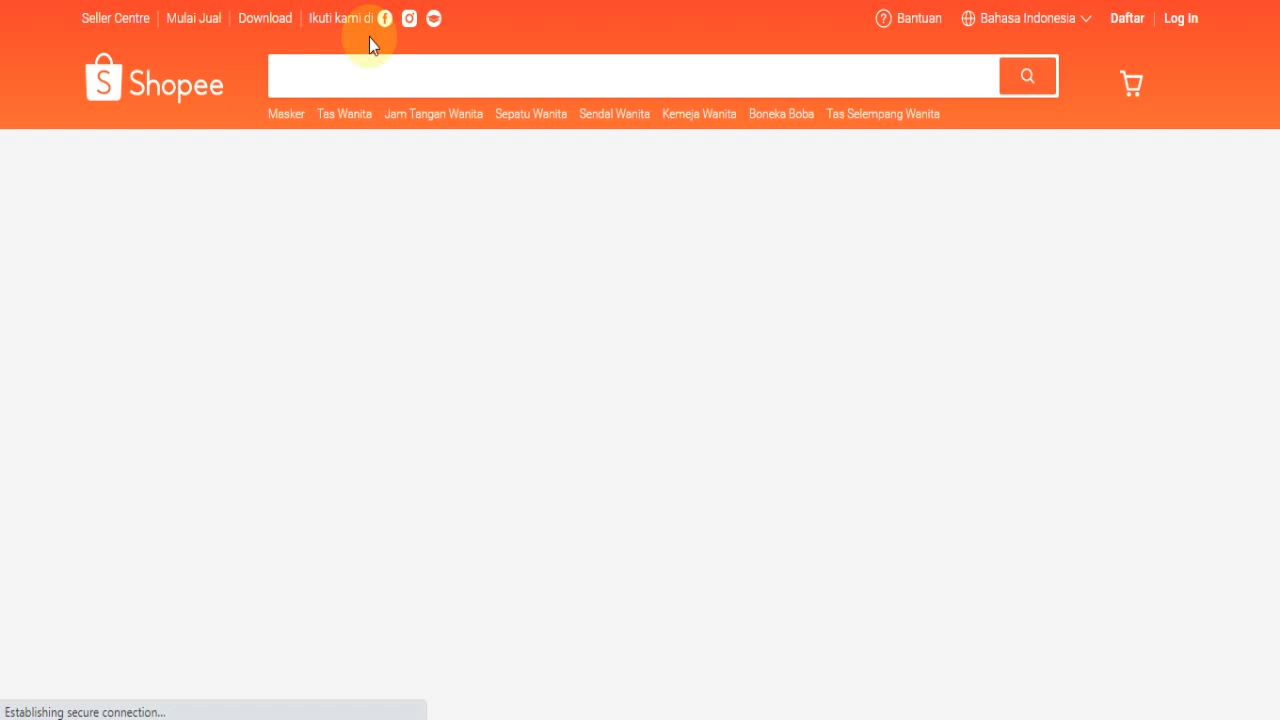 Seller Centre | Mulai Jual | Download | Ikuti kami di
Bantuan Bahasa Indonesia Daftar | Log In
Shopee
Masker Tas Wanita Jam Tangan Wanita Sepatu Wanita Sendal Wanita Kemeja Wanita Boneka Boba Tas Selempang Wanita
Establishing secure connection...